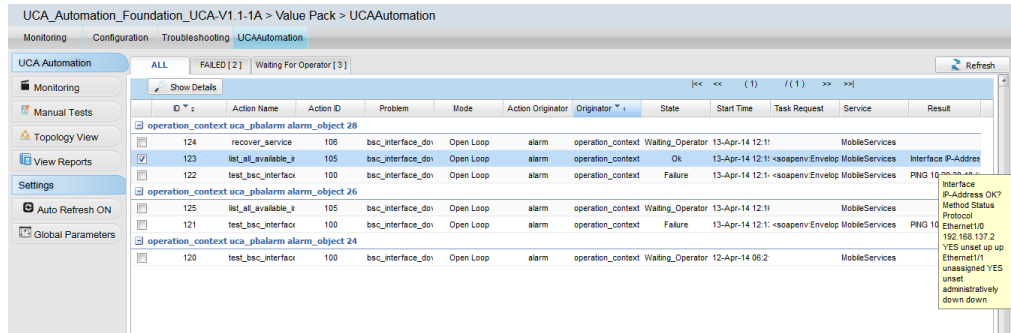 UCA_Automation_Foundation_UCA-V1.1-1A > Value Pack > UCAAutomation
Monitoring Configuration Troubleshooting UCAAutomation
UCA Automation
Monitoring
Manual Tests
Topology View
View Reports
Settings
Auto Refresh ON
Global Parameters
ALL FAILED [ 2 ] Waiting For Operator [ 3 ] Refresh
Show Details |<< << ( 1 ) / ( 1 ) >> >>|
ID 2 Action Name Action ID Problem Mode Action Originator Originator 1 State Start Time Task Request Service Result
operation_context uca_pbalarm alarm_object 28
124 recover_service 106 bsc_interface_dov Open Loop alarm operation_context Waiting_Operator 13-Apr-14 12:1! MobileServices
123 list_all_available_ir 105 bsc_interface_dov Open Loop alarm operation_context Ok 13-Apr-14 12:1! <soapenv:Envelop MobileServices Interface IP-Addres
122 test_bsc_interface 100 bsc_interface_dov Open Loop alarm operation_context Failure 13-Apr-14 12:1 <soapenv:Envelop MobileServices PING 10
operation_context uca_pbalarm alarm_object 26
125 list_all_available_ir 105 bsc_interface_dov Open Loop alarm operation_context Waiting_Operator 13-Apr-14 12:1 MobileServices
121 test_bsc_interface 100 bsc_interface_dov Open Loop alarm operation_context Failure 13-Apr-14 12:1 <soapenv:Envelop MobileServices PING 10
operation_context uca_pbalarm alarm_object 24
120 test_bsc_interface 100 bsc_interface_dov Open Loop alarm operation_context Waiting_Operator 12-Apr-14 06:2 MobileServices
Interface
IP-Address OK?
Method Status
Protocol
Ethernet1/0
192.168.137.2
YES unset up up
Ethernet1/1
unassigned YES
unset
administratively
down down